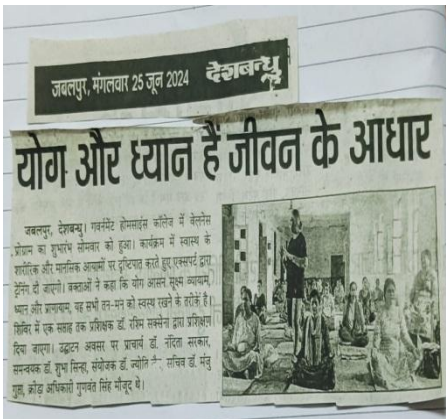 जबलपुर, मंगलवार 25 जून 2024 देशबन्धु
योग और ध्यान हैं जीवन के आधार
जबलपुर, देशबन्धु। गवर्नमेंट होमसाइंस कॉलेज में वेलनेस
प्रोग्राम का शुभारंभ सोमवार को हुआ। कार्यक्रम में स्वास्थ के
शारीरिक और मानसिक आयामों पर दृष्टिपात करते हुए एक्सपर्ट द्वारा
ट्रेनिंग दी जाएगी। वक्ताओं ने कहा कि योग आसन सूक्ष्म व्यायाम,
ध्यान और प्राणायाम, यह सभी तन-मन को स्वस्थ रखने के तरीके है।
शिविर में एक सप्ताह तक प्रशिक्षक डॉ. रश्मि सक्सेना द्वारा प्रशिक्षण
दिया जाएगा। उद्घाटन अवसर पर प्राचार्य डॉ. नंदिता सरकार,
समन्वयक डॉ. शुभा सिन्हा, संयोजक डॉ. ज्योति सचिव डॉ. मंजु
गुप्ता, क्रीड़ा अधिकारी गुणवंत सिंह मौजूद थे।